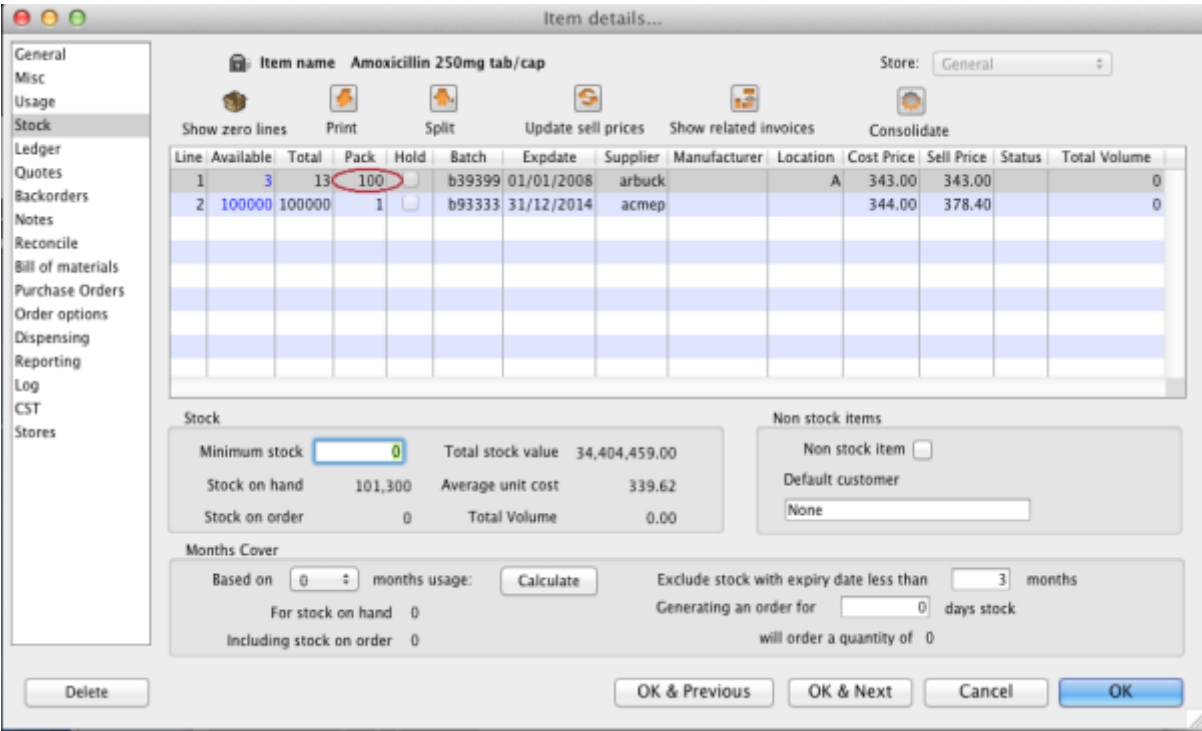 Item details...
General
Misc
Usage
Stock
Ledger
Quotes
Backorders
Notes
Reconcile
Bill of materials
Purchase Orders
Order options
Dispensing
Reporting
Log
CST
Stores
Item name Amoxicillin 250mg tab/cap
Store: General
Show zero lines Print Split Update sell prices Show related invoices Consolidate
Line Available Total Pack Hold Batch Expdate Supplier Manufacturer Location Cost Price Sell Price Status Total Volume
1 3 13 100 b39399 01/01/2008 arbuck A 343.00 343.00 0
2 100000 100000 1 b93333 31/12/2014 acmep 344.00 378.40 0
Stock
Minimum stock 0 Total stock value 34,404,459.00
Stock on hand 101,300 Average unit cost 339.62
Stock on order 0 Total Volume 0.00
Non stock items
Non stock item
Default customer
None
Months Cover
Based on 0 months usage: Calculate
For stock on hand 0
Including stock on order 0
Exclude stock with expiry date less than 3 months
Generating an order for 0 days stock
will order a quantity of 0
Delete OK & Previous OK & Next Cancel OK